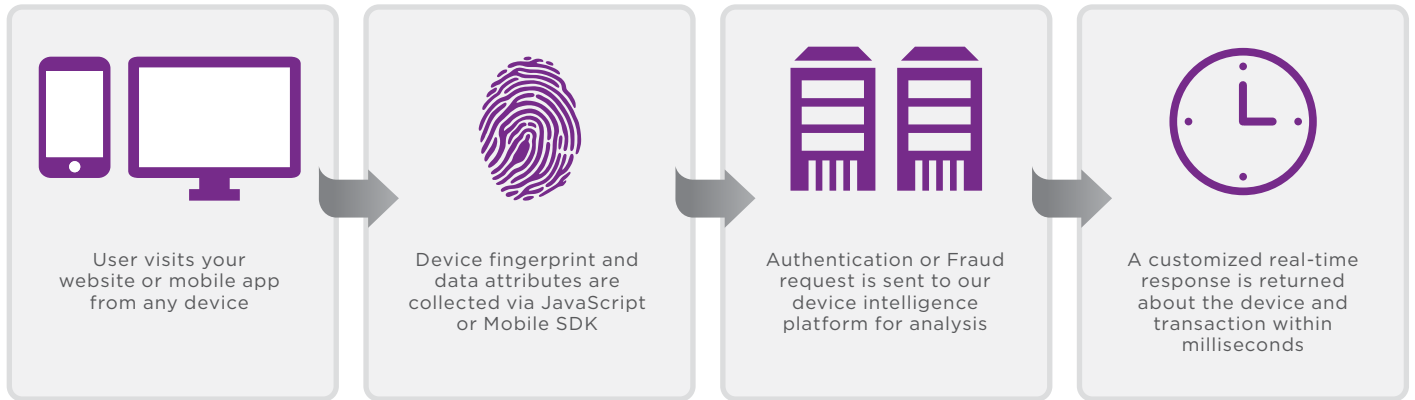 User visits your
website or mobile app
from any device
Device fingerprint and
data attributes are
collected via JavaScript
or Mobile SDK
Authentication or Fraud
request is sent to our
device intelligence
platform for analysis
A customized real-time
response is returned
about the device and
transaction within
milliseconds